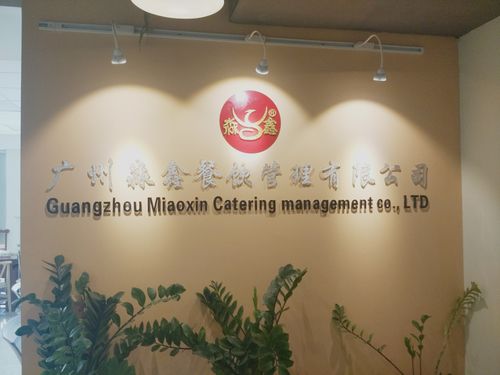 淼鑫®
广州淼鑫餐饮管理有限公司
Guangzhou Miaoxin Catering management co., LTD